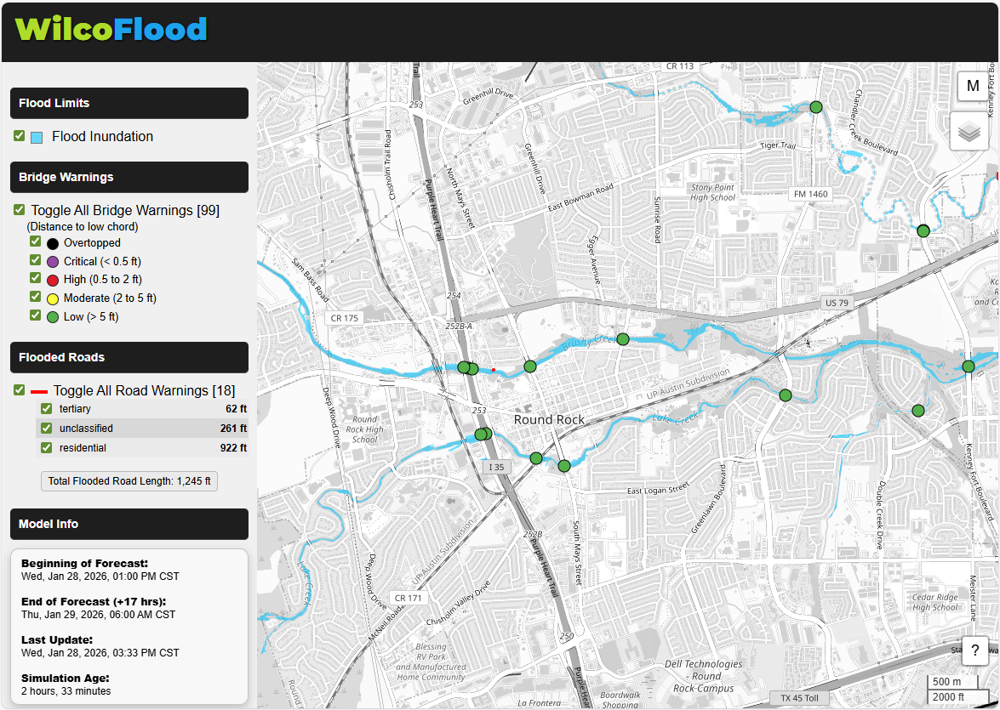 WilcoFlood
Flood Limits
Flood Inundation
Bridge Warnings
Toggle All Bridge Warnings [99]
(Distance to low chord)
Overtopped
Critical (< 0.5 ft)
High (0.5 to 2 ft)
Moderate (2 to 5 ft)
Low (> 5 ft)
Flooded Roads
Toggle All Road Warnings [18]
tertiary 62 ft
unclassified 261 ft
residential 922 ft
Total Flooded Road Length: 1,245 ft
Model Info
Beginning of Forecast:
Wed, Jan 28, 2026, 01:00 PM CST
End of Forecast (+17 hrs):
Thu, Jan 29, 2026, 06:00 AM CST
Last Update:
Wed, Jan 28, 2026, 03:33 PM CST
Simulation Age:
2 hours, 33 minutes
CR 113
M
Trail
253
Greenhill Drive
Chandler Creek Boulevard
Kenney Fort Bo
Chisholm Trail Road
Tiger Trail
Greenhill Drive
North Mays Street
Purple Heart Trail
East Bowman Road
Stony Point
High School
FM 1460
Sunrise Road
Egger Avenue
Sam Bass Road
254
US 79
CR 175
252B-A
Brushy Creek
UP Austin Subdivision
Deep Wood Drive
253
Round Rock
Lake Creek
Round
Rock High
School
I 35
Kenney Fort Boulevard
East Logan Street
Greenlawn Boulevard
Double Creek Drive
252B
UP Austin Subdivision
South Mays Street
Purple Heart Trail
Lake Creek
Deep Wood Drive
CR 171
Chisholm Valley Drive
McNeil Road
Meister Lane
Cedar Ridge
High School
250
Blessing
RV Park
and Manufactured
Home Community
Dell Technologies
- Round
Rock Campus
?
Purple Hear
Round
La Frontera
Boardwalk
Shopping
TX 45 Toll
500 m
2000 ft